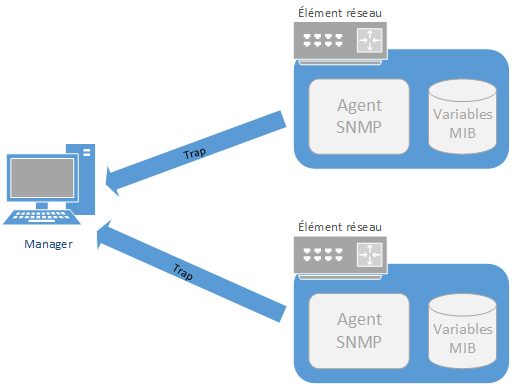 Élément réseau
Agent
SNMP
Variables
MIB
Trap
Manager
Élément réseau
Trap
Agent
SNMP
Variables
MIB